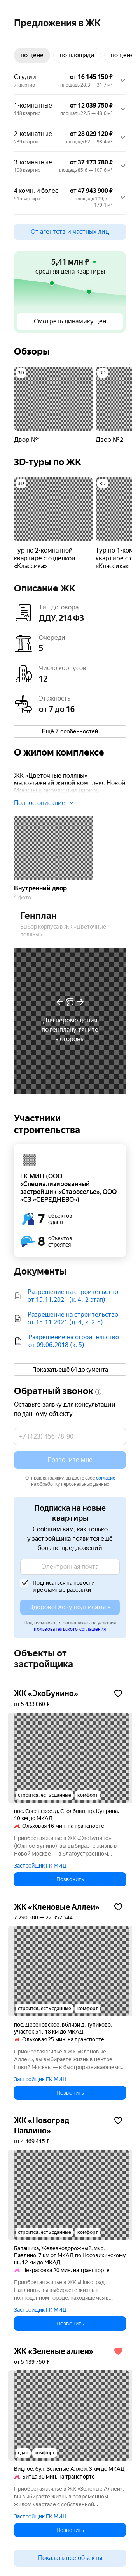 Предложения в ЖК
по цене
по площади
по цене
Студии
от 16 145 150 ₽
7 квартир
площадь 28,3 — 31,7 м²
1-комнатные
от 12 039 750 ₽
148 квартир
площадь 22,5 — 48,6 м²
2-комнатные
от 28 029 120 ₽
239 квартир
площадь 62 — 98,4 м²
3-комнатные
от 37 173 780 ₽
108 квартир
площадь 85,8 — 107,6 м²
4 комн. и более
от 47 943 900 ₽
51 квартира
площадь 109,5 —
170,1 м²
От агентств и частных лиц
5,41 млн ₽
средняя цена квартиры
Смотреть динамику цен
Обзоры
3D
3D
Двор №1
Двор №2
3D-туры по ЖК
3D
3D
Тур по 2-комнатной
квартире с отделкой
«Классика»
Тур по 1-ком
квартире с о
«Классика»
Описание ЖК
Тип договора
ДДУ, 214 ФЗ
Очереди
5
Число корпусов
12
Этажность
от 7 до 16
Ещё 7 особенностей
О жилом комплексе
ЖК «Цветочные поляны» —
малоэтажный жилой комплекс Новой
Полное описание
Внутренний двор
1 фото
Генплан
Выбор корпуса в ЖК «Цветочные
поляны»
Для перемещения
по генплану, тяните
в стороны
Участники
строительства
ГК МИЦ (ООО
«Специализированный
застройщик «Староселье», ООО
«СЗ «СЕРЕДНЕВО»)
7 объектов
сдано
8 объектов
строятся
Документы
Разрешение на строительство
от 15.11.2021 (к. 4, 2 этап)
Разрешение на строительство
от 15.11.2021 (д. 4, к. 2-5)
Разрешение на строительство
от 09.06.2018 (к. 5)
Показать ещё 64 документа
Обратный звонок
Оставьте заявку для консультации
по данному объекту
+7 (123) 456-78-90
Позвоните мне
Отправляя заявку, вы даёте своё согласие
на обработку персональных данных
Подписка на новые
квартиры
Сообщим вам, как только
у застройщика появится ещё
больше предложений
Электронная почта
Подписаться на новости
и рекламные рассылки
Здорово! Хочу подписаться
Подписываясь, я соглашаюсь на условия
пользовательского соглашения
Объекты от
застройщика
ЖК «ЭкоБунино»
от 5 433 060 ₽
строится, есть сданные
комфорт
пос. Сосенское, д. Столбово, пр. Куприна,
10 км до МКАД
Ольховая 16 мин. на транспорте
Приобретая жилье в ЖК «ЭкоБунино»
(Южное Бунино), вы выбираете жизнь в
Новой Москве — в благоустроенном...
Застройщик ГК МИЦ
Позвонить
ЖК «Кленовые Аллеи»
7 290 380 — 22 352 544 ₽
строится, есть сданные
комфорт
пос. Десёновское, вблизи д. Тупиково,
участок 51, 18 км до МКАД
Ольховая 25 мин. на транспорте
Приобретая жилье в ЖК «Кленовые
Аллеи», вы выбираете жизнь в центре
Новой Москвы — в быстроразвивающемс...
Застройщик ГК МИЦ
Позвонить
ЖК «Новоград
Павлино»
от 4 469 415 ₽
строится, есть сданные
комфорт
Балашиха, Железнодорожный, мкр.
Павлино, 7 км от МКАД по Носовихинскому
ш., 12 км до МКАД
Некрасовка 20 мин. на транспорте
Приобретая жилье в ЖК «Новоград
Павлино», вы выбираете жизнь в
полноценном городе, находящемся в...
Застройщик ГК МИЦ
Позвонить
ЖК «Зеленые аллеи»
от 5 139 750 ₽
сдан
комфорт
Видное, бул. Зеленые Аллеи, 3 км до МКАД
Битца 30 мин. на транспорте
Приобретая жилье в ЖК «Зелёные Аллеи»,
вы выбираете жизнь в современном
жилом квартале с собственной...
Застройщик ГК МИЦ
Позвонить
Показать все объекты